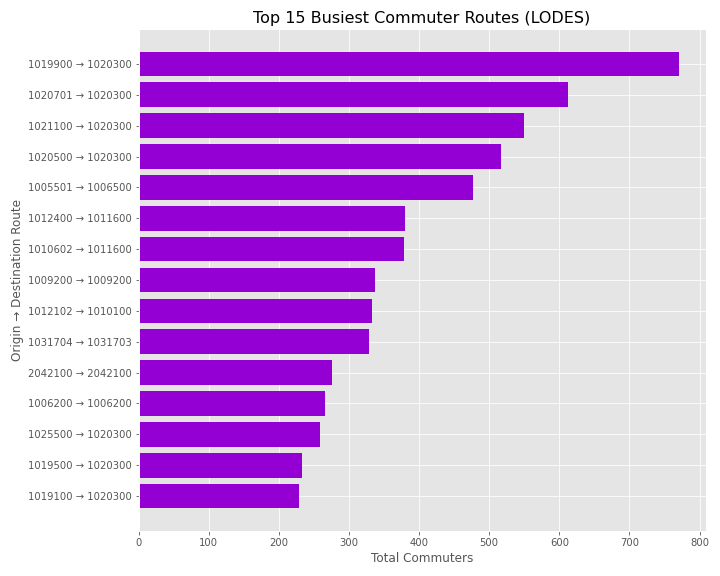 Top 15 Busiest Commuter Routes (LODES)
Origin → Destination Route
1019900 → 1020300
1020701 → 1020300
1021100 → 1020300
1020500 → 1020300
1005501 → 1006500
1012400 → 1011600
1010602 → 1011600
1009200 → 1009200
1012102 → 1010100
1031704 → 1031703
2042100 → 2042100
1006200 → 1006200
1025500 → 1020300
1019500 → 1020300
1019100 → 1020300
0 100 200 300 400 500 600 700 800
Total Commuters